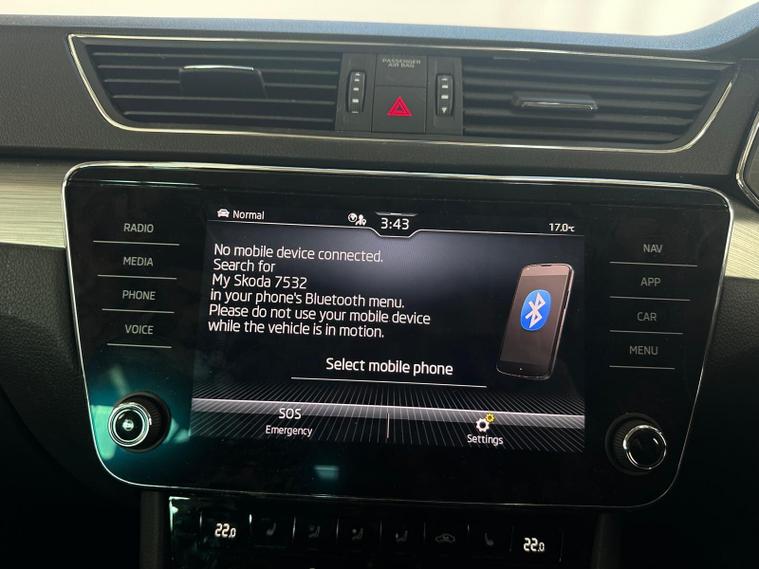 PASSENGER
AIR BAG
Normal
3:43
17.0°c
RADIO
MEDIA
PHONE
VOICE
No mobile device connected.
Search for
My Skoda 7532
in your phone's Bluetooth menu.
Please do not use your mobile device
while the vehicle is in motion.
Select mobile phone
SOS
Emergency
Settings
NAV
APP
CAR
MENU
22.0
22.0